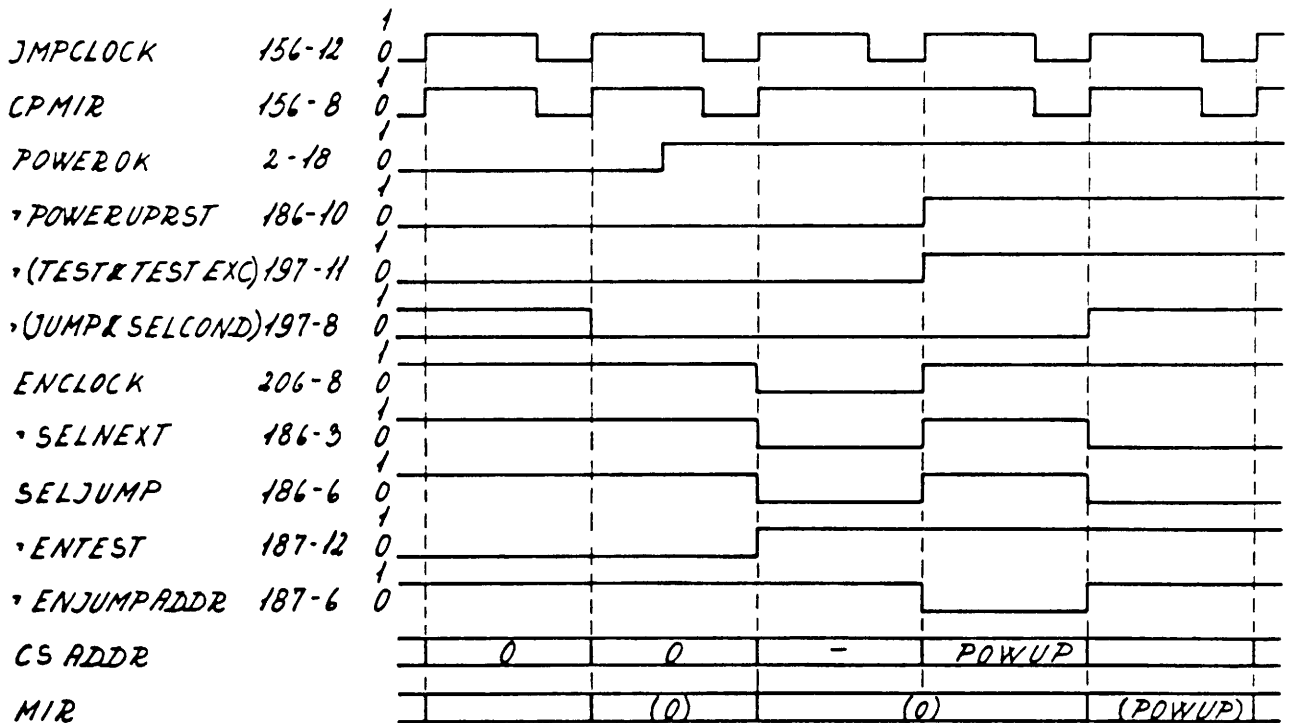 1
JMPCLOCK 156-12 0
1
CPMIR 156-8 0
1
POWEROK 2-18 0
1
,POWERUPRST 186-10 0
1
,(TEST&TEST EXC)197-11 0
1
,(JUMP&SELCOND)197-8 0
1
ENCLOCK 206-8 0
1
,SELNEXT 186-3 0
1
SELJUMP 186-6 0
1
,ENTEST 187-12 0
1
,ENJUMPADDR 187-6 0
CS ADDR 0 0 - POWUP
MIR (0) (0) (POWUP)